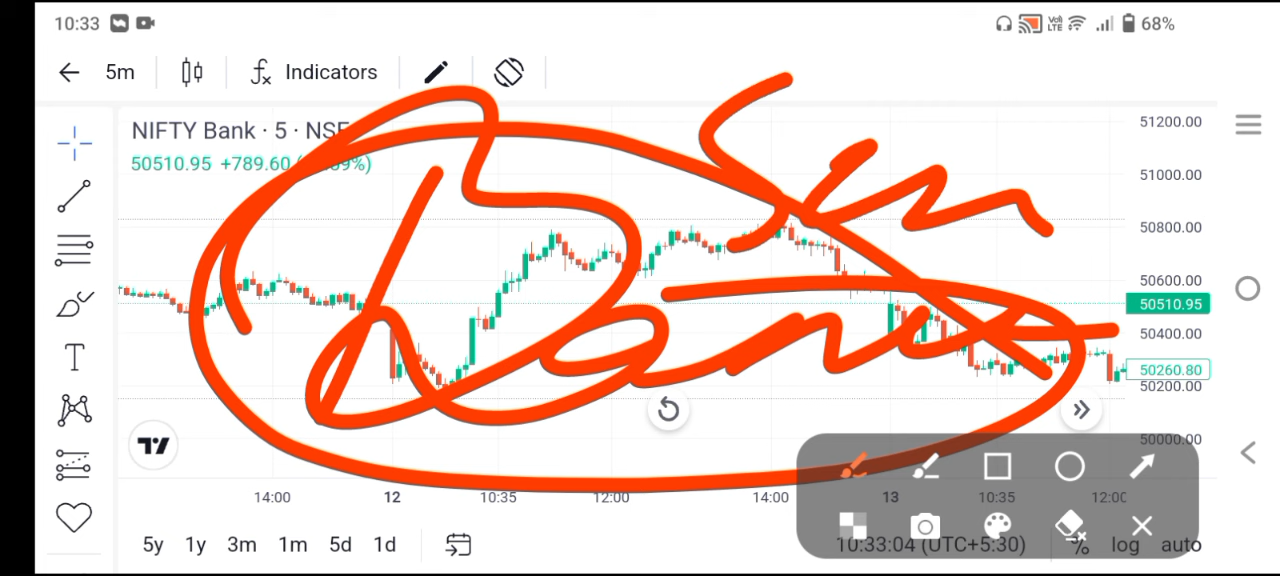 10:33 Vo) LTE 68%
5m Indicators
NIFTY Bank · 5 · NSE 51200.00
50510.95 +789.60
51000.00
Sin
50800.00
Bank
50600.00
50510.95
50400.00
50260.80
50200.00
50000.00
14:00 12 10:35 12:00 14:00 13 10:35 12:00
5y 1y 3m 1m 5d 1d 10:33:04 (UTC+5:30) % log auto